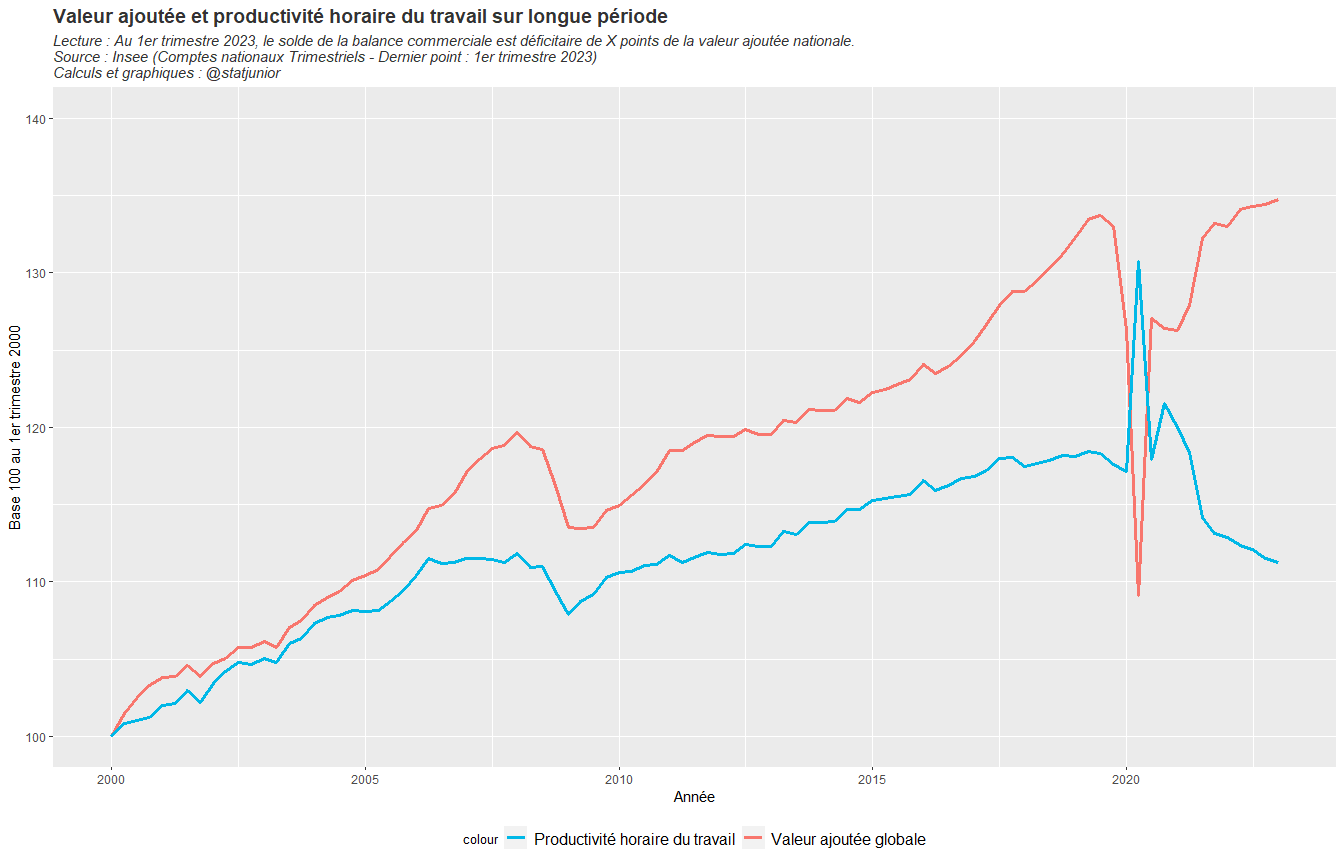 Valeur ajoutée et productivité horaire du travail sur longue période
Lecture : Au 1er trimestre 2023, le solde de la balance commerciale est déficitaire de X points de la valeur ajoutée nationale.
Source : Insee (Comptes nationaux Trimestriels - Dernier point : 1er trimestre 2023)
Calculs et graphiques : @statjunior
Base 100 au 1er trimestre 2000
140
130
120
110
100
2000 2005 2010 2015 2020
Année
colour Productivité horaire du travail Valeur ajoutée globale